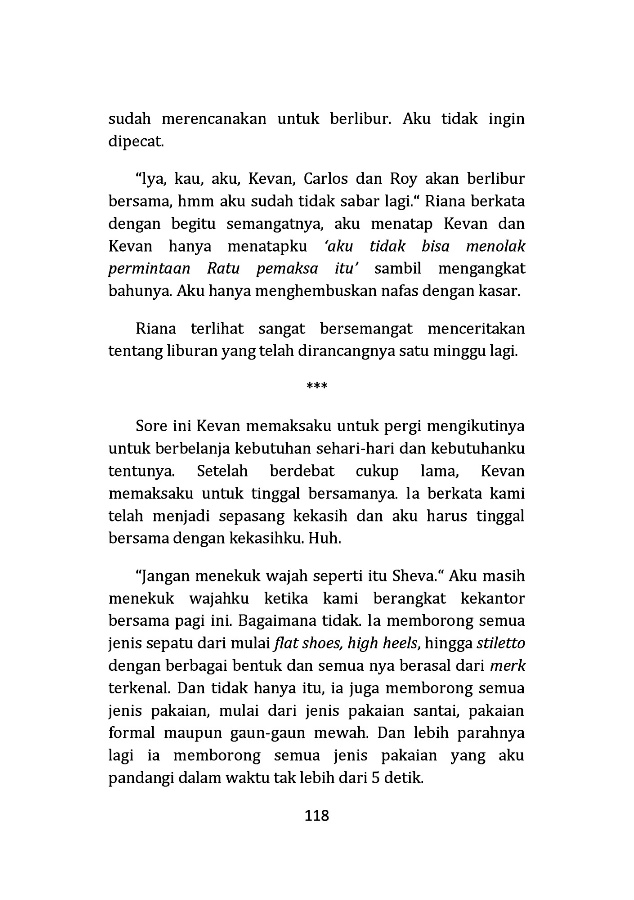 sudah merencanakan untuk berlibur. Aku tidak ingin
dipecat.
“Iya, kau, aku, Kevan, Carlos dan Roy akan berlibur
bersama, hmm aku sudah tidak sabar lagi.“ Riana berkata
dengan begitu semangatnya, aku menatap Kevan dan
Kevan hanya menatapku ‘aku tidak bisa menolak
permintaan Ratu pemaksa itu’ sambil mengangkat
bahunya. Aku hanya menghembuskan nafas dengan kasar.
Riana terlihat sangat bersemangat menceritakan
tentang liburan yang telah dirancangnya satu minggu lagi.
***
Sore ini Kevan memaksaku untuk pergi mengikutinya
untuk berbelanja kebutuhan sehari-hari dan kebutuhanku
tentunya. Setelah berdebat cukup lama, Kevan
memaksaku untuk tinggal bersamanya. Ia berkata kami
telah menjadi sepasang kekasih dan aku harus tinggal
bersama dengan kekasihku. Huh.
“Jangan menekuk wajah seperti itu Sheva.“ Aku masih
menekuk wajahku ketika kami berangkat kekantor
bersama pagi ini. Bagaimana tidak. Ia memborong semua
jenis sepatu dari mulai flat shoes, high heels, hingga stiletto
dengan berbagai bentuk dan semua nya berasal dari merk
terkenal. Dan tidak hanya itu, ia juga memborong semua
jenis pakaian, mulai dari jenis pakaian santai, pakaian
formal maupun gaun-gaun mewah. Dan lebih parahnya
lagi ia memborong semua jenis pakaian yang aku
pandangi dalam waktu tak lebih dari 5 detik.
118